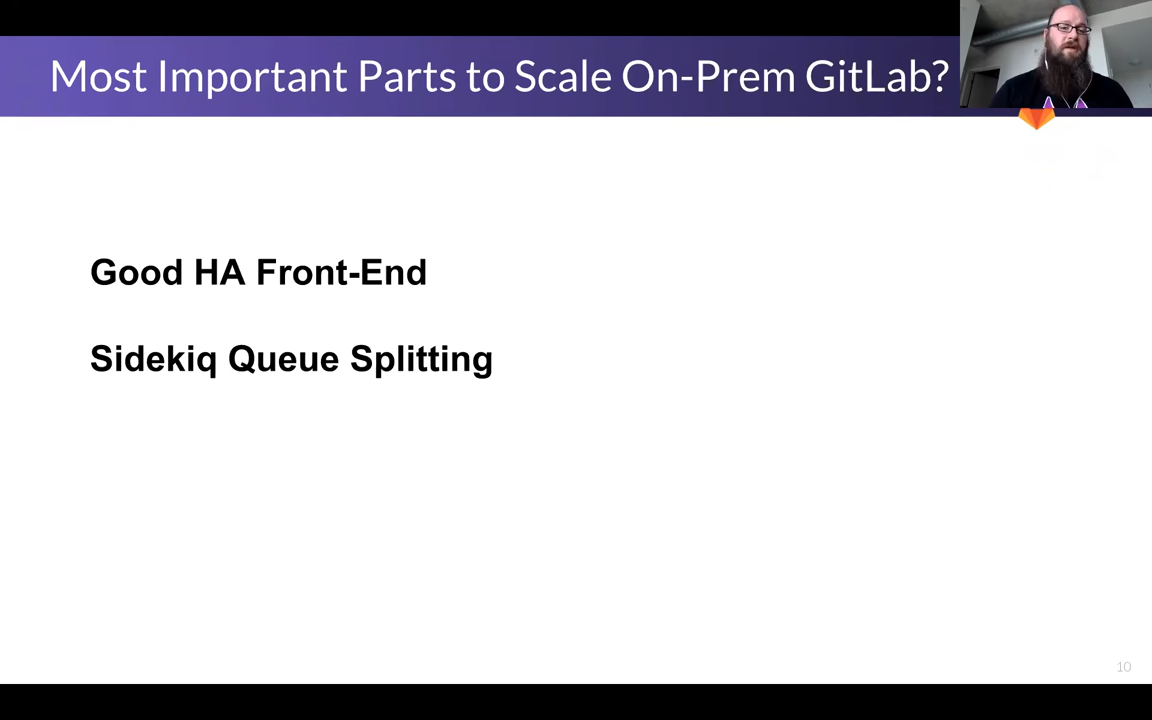 Most Important Parts to Scale On-Prem GitLab?
Good HA Front-End
Sidekiq Queue Splitting
10